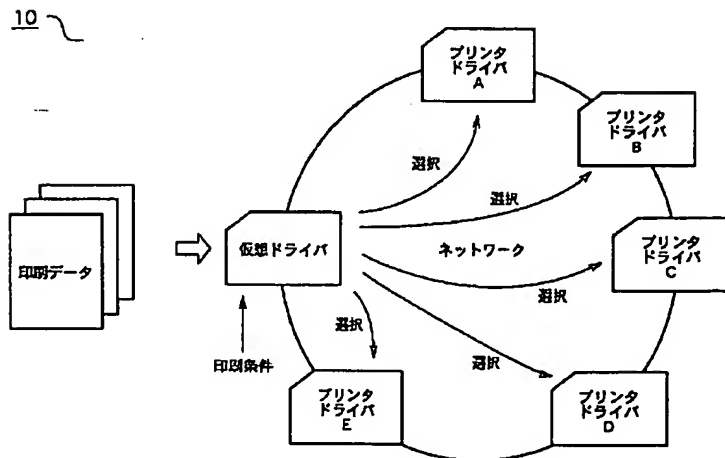 10
プリンタ
ドライバ
A
プリンタ
ドライバ
B
選択
選択
印刷データ
仮想ドライバ
ネットワーク
プリンタ
ドライバ
C
選択
選択
選択
印刷条件
プリンタ
ドライバ
E
プリンタ
ドライバ
D